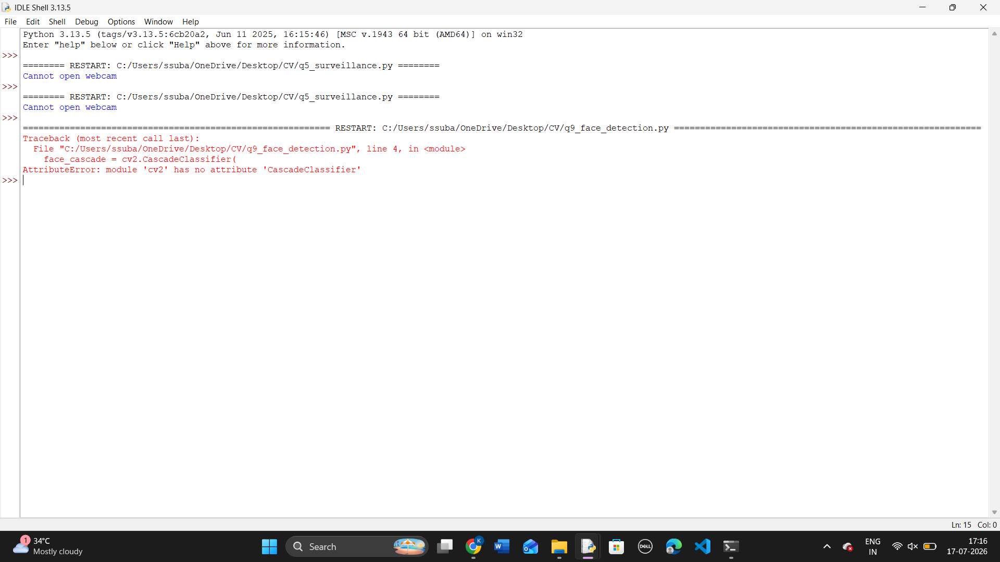 IDLE Shell 3.13.5
File Edit Shell Debug Options Window Help
Python 3.13.5 (tags/v3.13.5:6cb20a2, Jun 11 2025, 16:15:46) [MSC v.1943 64 bit (AMD64)] on win32
Enter "help" below or click "Help" above for more information.
>>>
======== RESTART: C:/Users/ssuba/OneDrive/Desktop/CV/q5_surveillance.py ========
Cannot open webcam
>>>
======== RESTART: C:/Users/ssuba/OneDrive/Desktop/CV/q5_surveillance.py ========
Cannot open webcam
>>>
=========================================================== RESTART: C:/Users/ssuba/OneDrive/Desktop/CV/q9_face_detection.py ===========================================================
Traceback (most recent call last):
  File "C:/Users/ssuba/OneDrive/Desktop/CV/q9_face_detection.py", line 4, in <module>
    face_cascade = cv2.CascadeClassifier(
AttributeError: module 'cv2' has no attribute 'CascadeClassifier'
>>>
Ln: 15 Col: 0
1
34°C
Mostly cloudy
Search
K
W
DELL
ENG
IN
17:16
17-07-2026